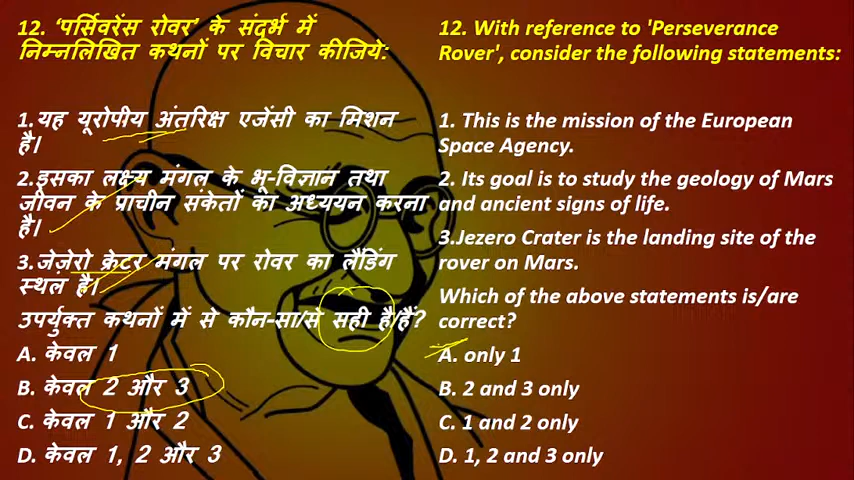 12. ‘पर्सिवरेंस रोवर’ के संदर्भ में
निम्नलिखित कथनों पर विचार कीजिये:
1.यह यूरोपीय अंतरिक्ष एजेंसी का मिशन
है।
2.इसका लक्ष्य मंगल के भू-विज्ञान तथा
जीवन के प्राचीन संकेतों का अध्ययन करना
है।
3.जेज़ेरो क्रेटर मंगल पर रोवर का लैंडिंग
स्थल है।
उपर्युक्त कथनों में से कौन-सा/से सही है/हैं?
A. केवल 1
B. केवल 2 और 3
C. केवल 1 और 2
D. केवल 1, 2 और 3
12. With reference to 'Perseverance
Rover', consider the following statements:
1. This is the mission of the European
Space Agency.
2. Its goal is to study the geology of Mars
and ancient signs of life.
3.Jezero Crater is the landing site of the
rover on Mars.
Which of the above statements is/are
correct?
A. only 1
B. 2 and 3 only
C. 1 and 2 only
D. 1, 2 and 3 only